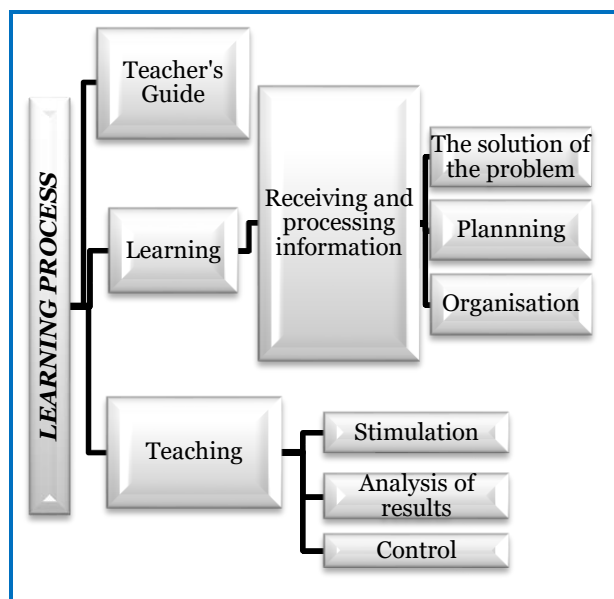 LEARNING PROCESS
Teacher's
Guide
Learning
Receiving and
processing
information
The solution of
the problem
Plannning
Organisation
Teaching
Stimulation
Analysis of
results
Control